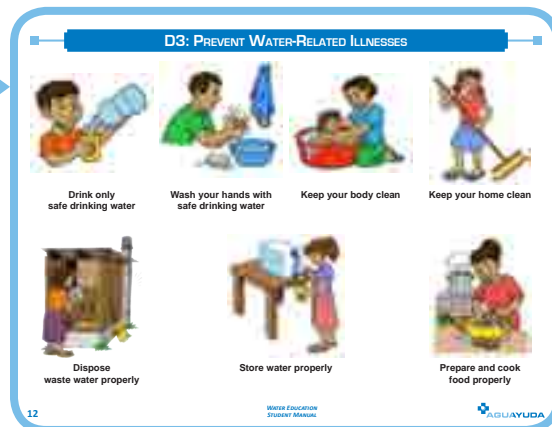 D3: PREVENT WATER-RELATED ILLNESSES
Drink only
safe drinking water
Wash your hands with
safe drinking water
Keep your body clean
Keep your home clean
Dispose
waste water properly
Store water properly
Prepare and cook
food properly
12
WATER EDUCATION
STUDENT MANUAL
AGUAYUDA